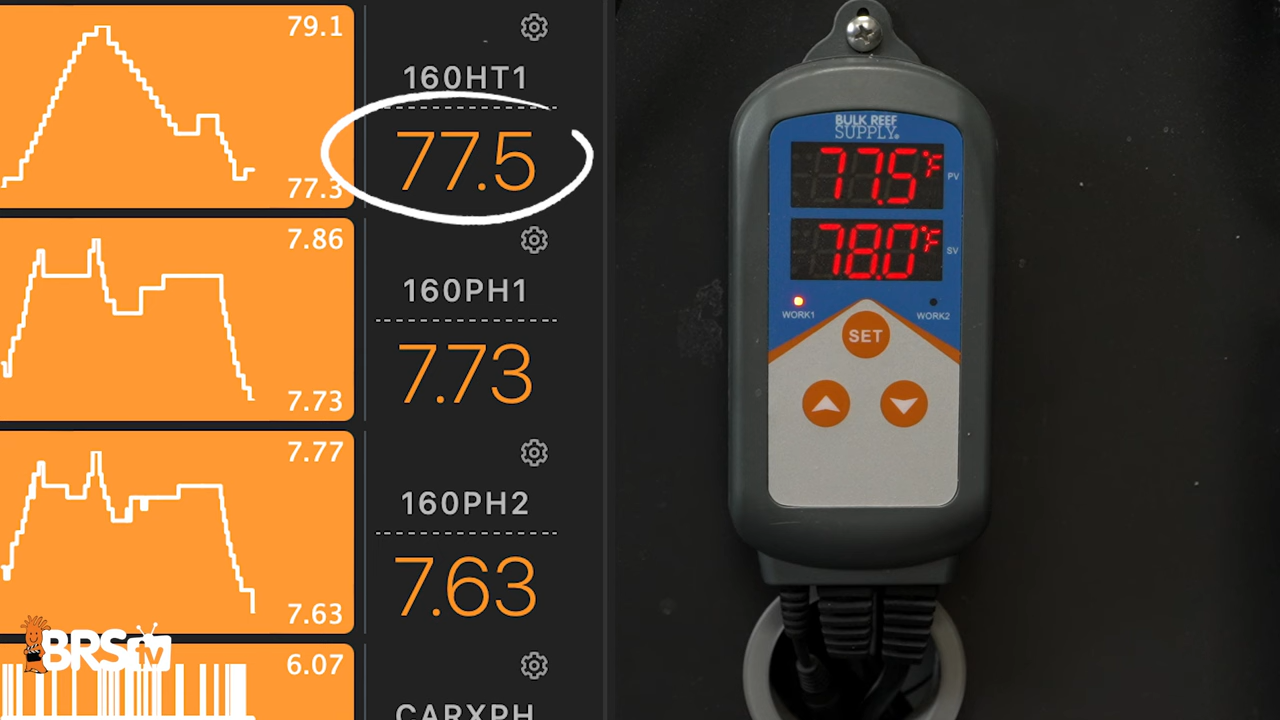 79.1
160HT1
77.5
77.3
7.86
160PH1
7.73
7.73
7.77
160PH2
7.63
7.63
6.07
CARXPH
BRStv
BULK REEF
SUPPLY®
77.5°F
PV
78.0°F
SV
WORK1
WORK2
SET